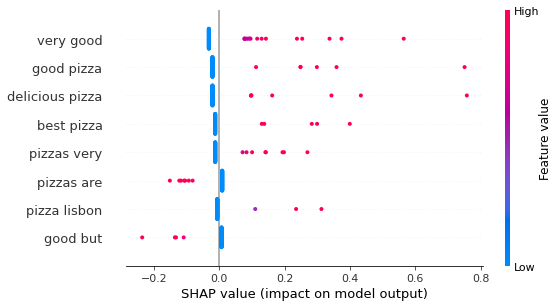 High
very good
good pizza
delicious pizza
best pizza
pizzas very
pizzas are
pizza lisbon
good but
Feature value
Low
−0.2 0.0 0.2 0.4 0.6 0.8
SHAP value (impact on model output)